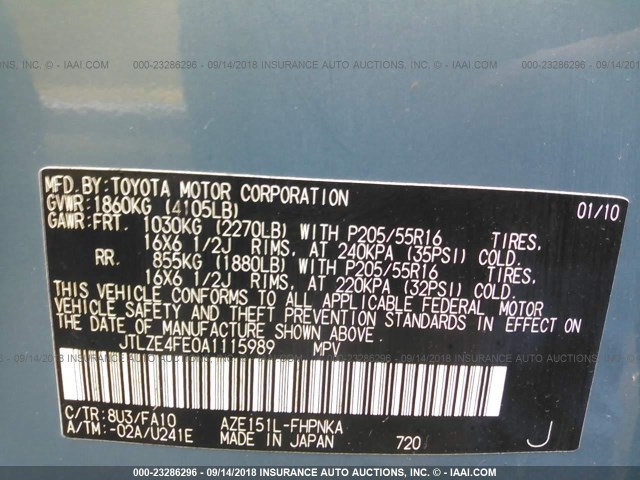 000-23286296 - 09/14/2018 - INSURANCE AUTO AUCTIONS, INC. - IAAI.COM
MFD.BY:TOYOTA MOTOR CORPORATION 01/10
GVWR:1860KG (4105LB)
GAWR:FRT. 1030KG (2270LB) WITH P205/55R16 TIRES,
16X6 1/2J RIMS, AT 240KPA (35PSI) COLD.
RR. 855KG (1880LB) WITH P205/55R16 TIRES,
16X6 1/2J RIMS, AT 220KPA (32PSI) COLD.
THIS VEHICLE CONFORMS TO ALL APPLICABLE FEDERAL MOTOR
VEHICLE SAFETY AND THEFT PREVENTION STANDARDS IN EFFECT ON
THE DATE OF MANUFACTURE SHOWN ABOVE.
JTLZE4FE0A1115989 MPV
C/TR:8U3/FA10 AZE151L-FHPNKA
A/TM:-02A/U241E MADE IN JAPAN 720 J
000-23286296 - 09/14/2018 - INSURANCE AUTO AUCTIONS, INC. - IAAI.COM